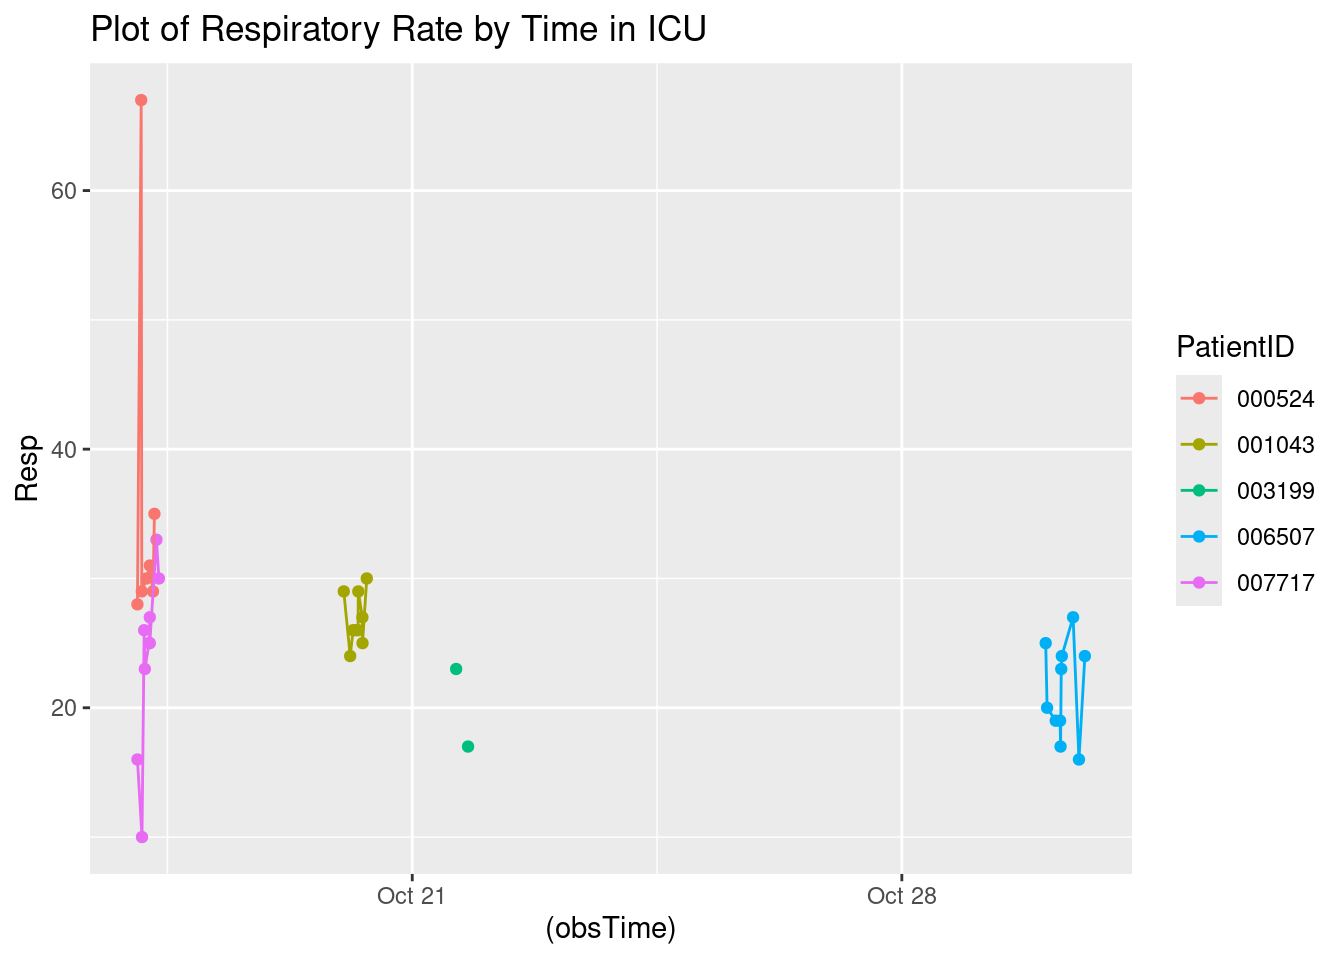 Plot of Respiratory Rate by Time in ICU
60
40
20
Resp
Oct 21
Oct 28
(obsTime)
PatientID
000524
001043
003199
006507
007717